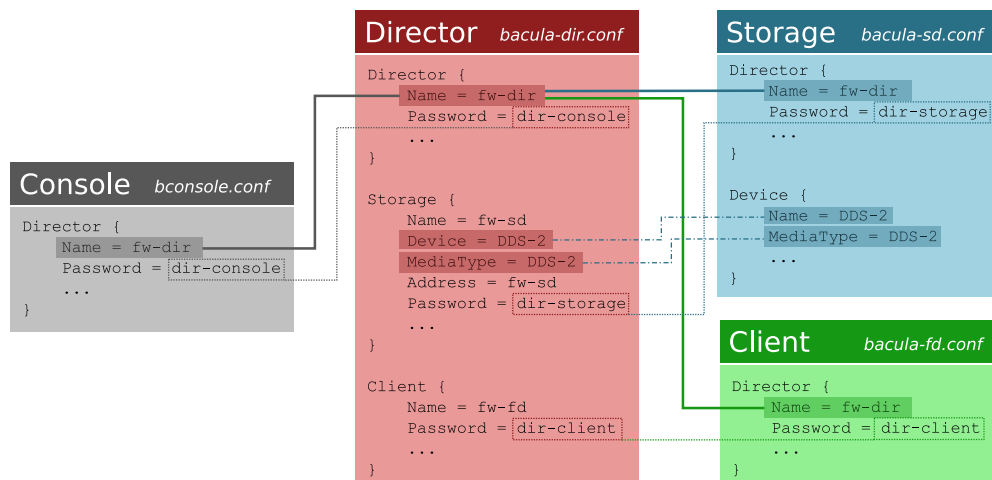 Console bconsole.conf
Director {
Name = fw-dir
Password = dir-console
...
}
Director bacula-dir.conf
Director {
Name = fw-dir
Password = dir-console
...
}
Storage {
Name = fw-sd
Device = DDS-2
MediaType = DDS-2
Address = fw-sd
Password = dir-storage
...
}
Client {
Name = fw-fd
Password = dir-client
...
}
Storage bacula-sd.conf
Director {
Name = fw-dir
Password = dir-storage
...
}
Device {
Name = DDS-2
MediaType = DDS-2
...
}
Client bacula-fd.conf
Director {
Name = fw-dir
Password = dir-client
...
}